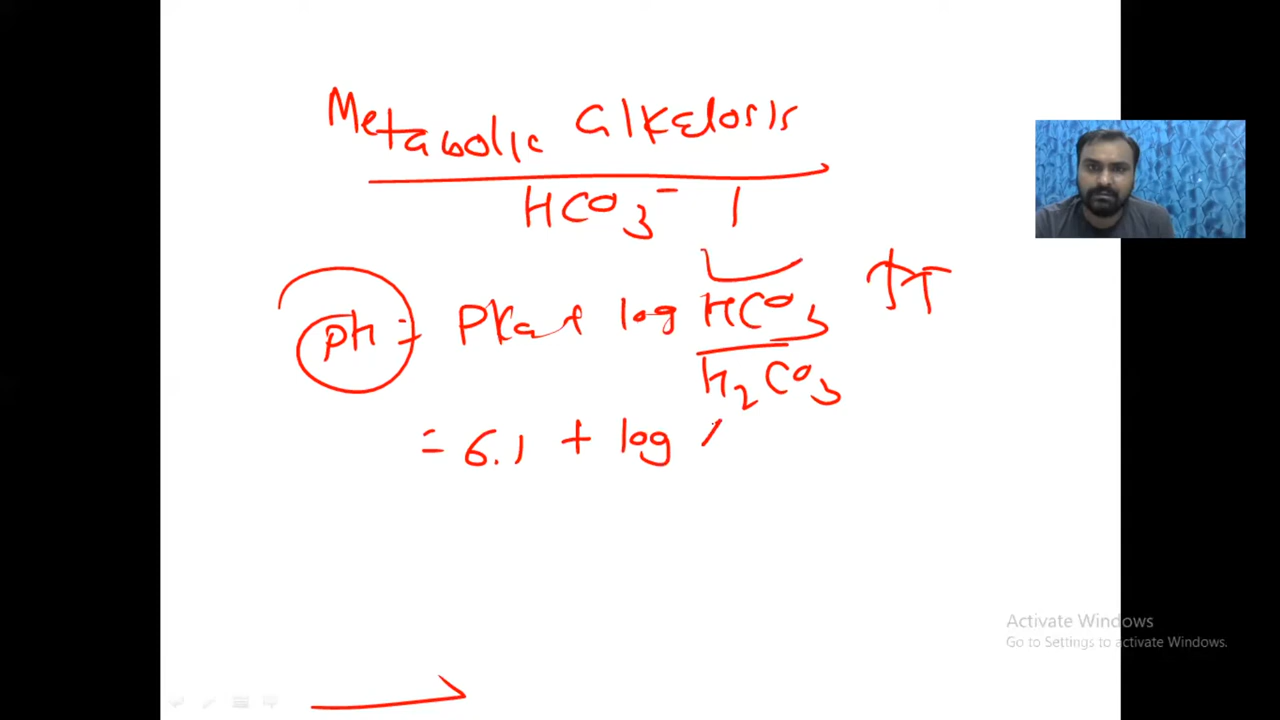 Metabolic alkalosis
HCO3-
pH = PKa + log HCO3 ↑↑
H2CO3
= 6.1 + log
Activate Windows
Go to Settings to activate Windows.